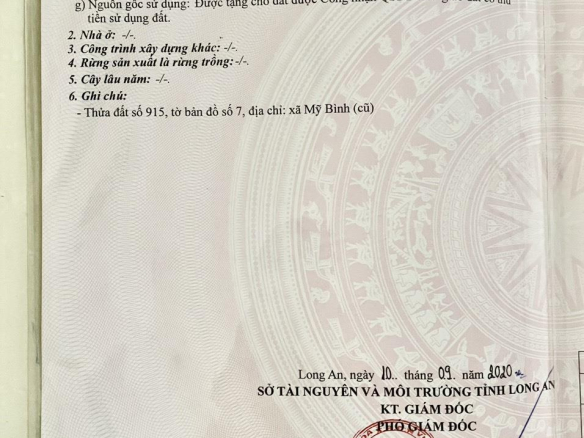 g) Nguồn gốc sử dụng: Được tặng cho đất được Công nhận
tiền sử dụng đất.
2. Nhà ở: -/-.
3. Công trình xây dựng khác: -/-.
4. Rừng sản xuất là rừng trồng: -/-.
5. Cây lâu năm: -/-.
6. Ghi chú:
- Thửa đất số 915, tờ bản đồ số 7, địa chỉ: xã Mỹ Bình (cũ)
Long An, ngày 10.. tháng 09. năm 2020
SỞ TÀI NGUYÊN VÀ MÔI TRƯỜNG TỈNH LONG AN
KT. GIÁM ĐỐC
PHÓ GIÁM ĐỐC